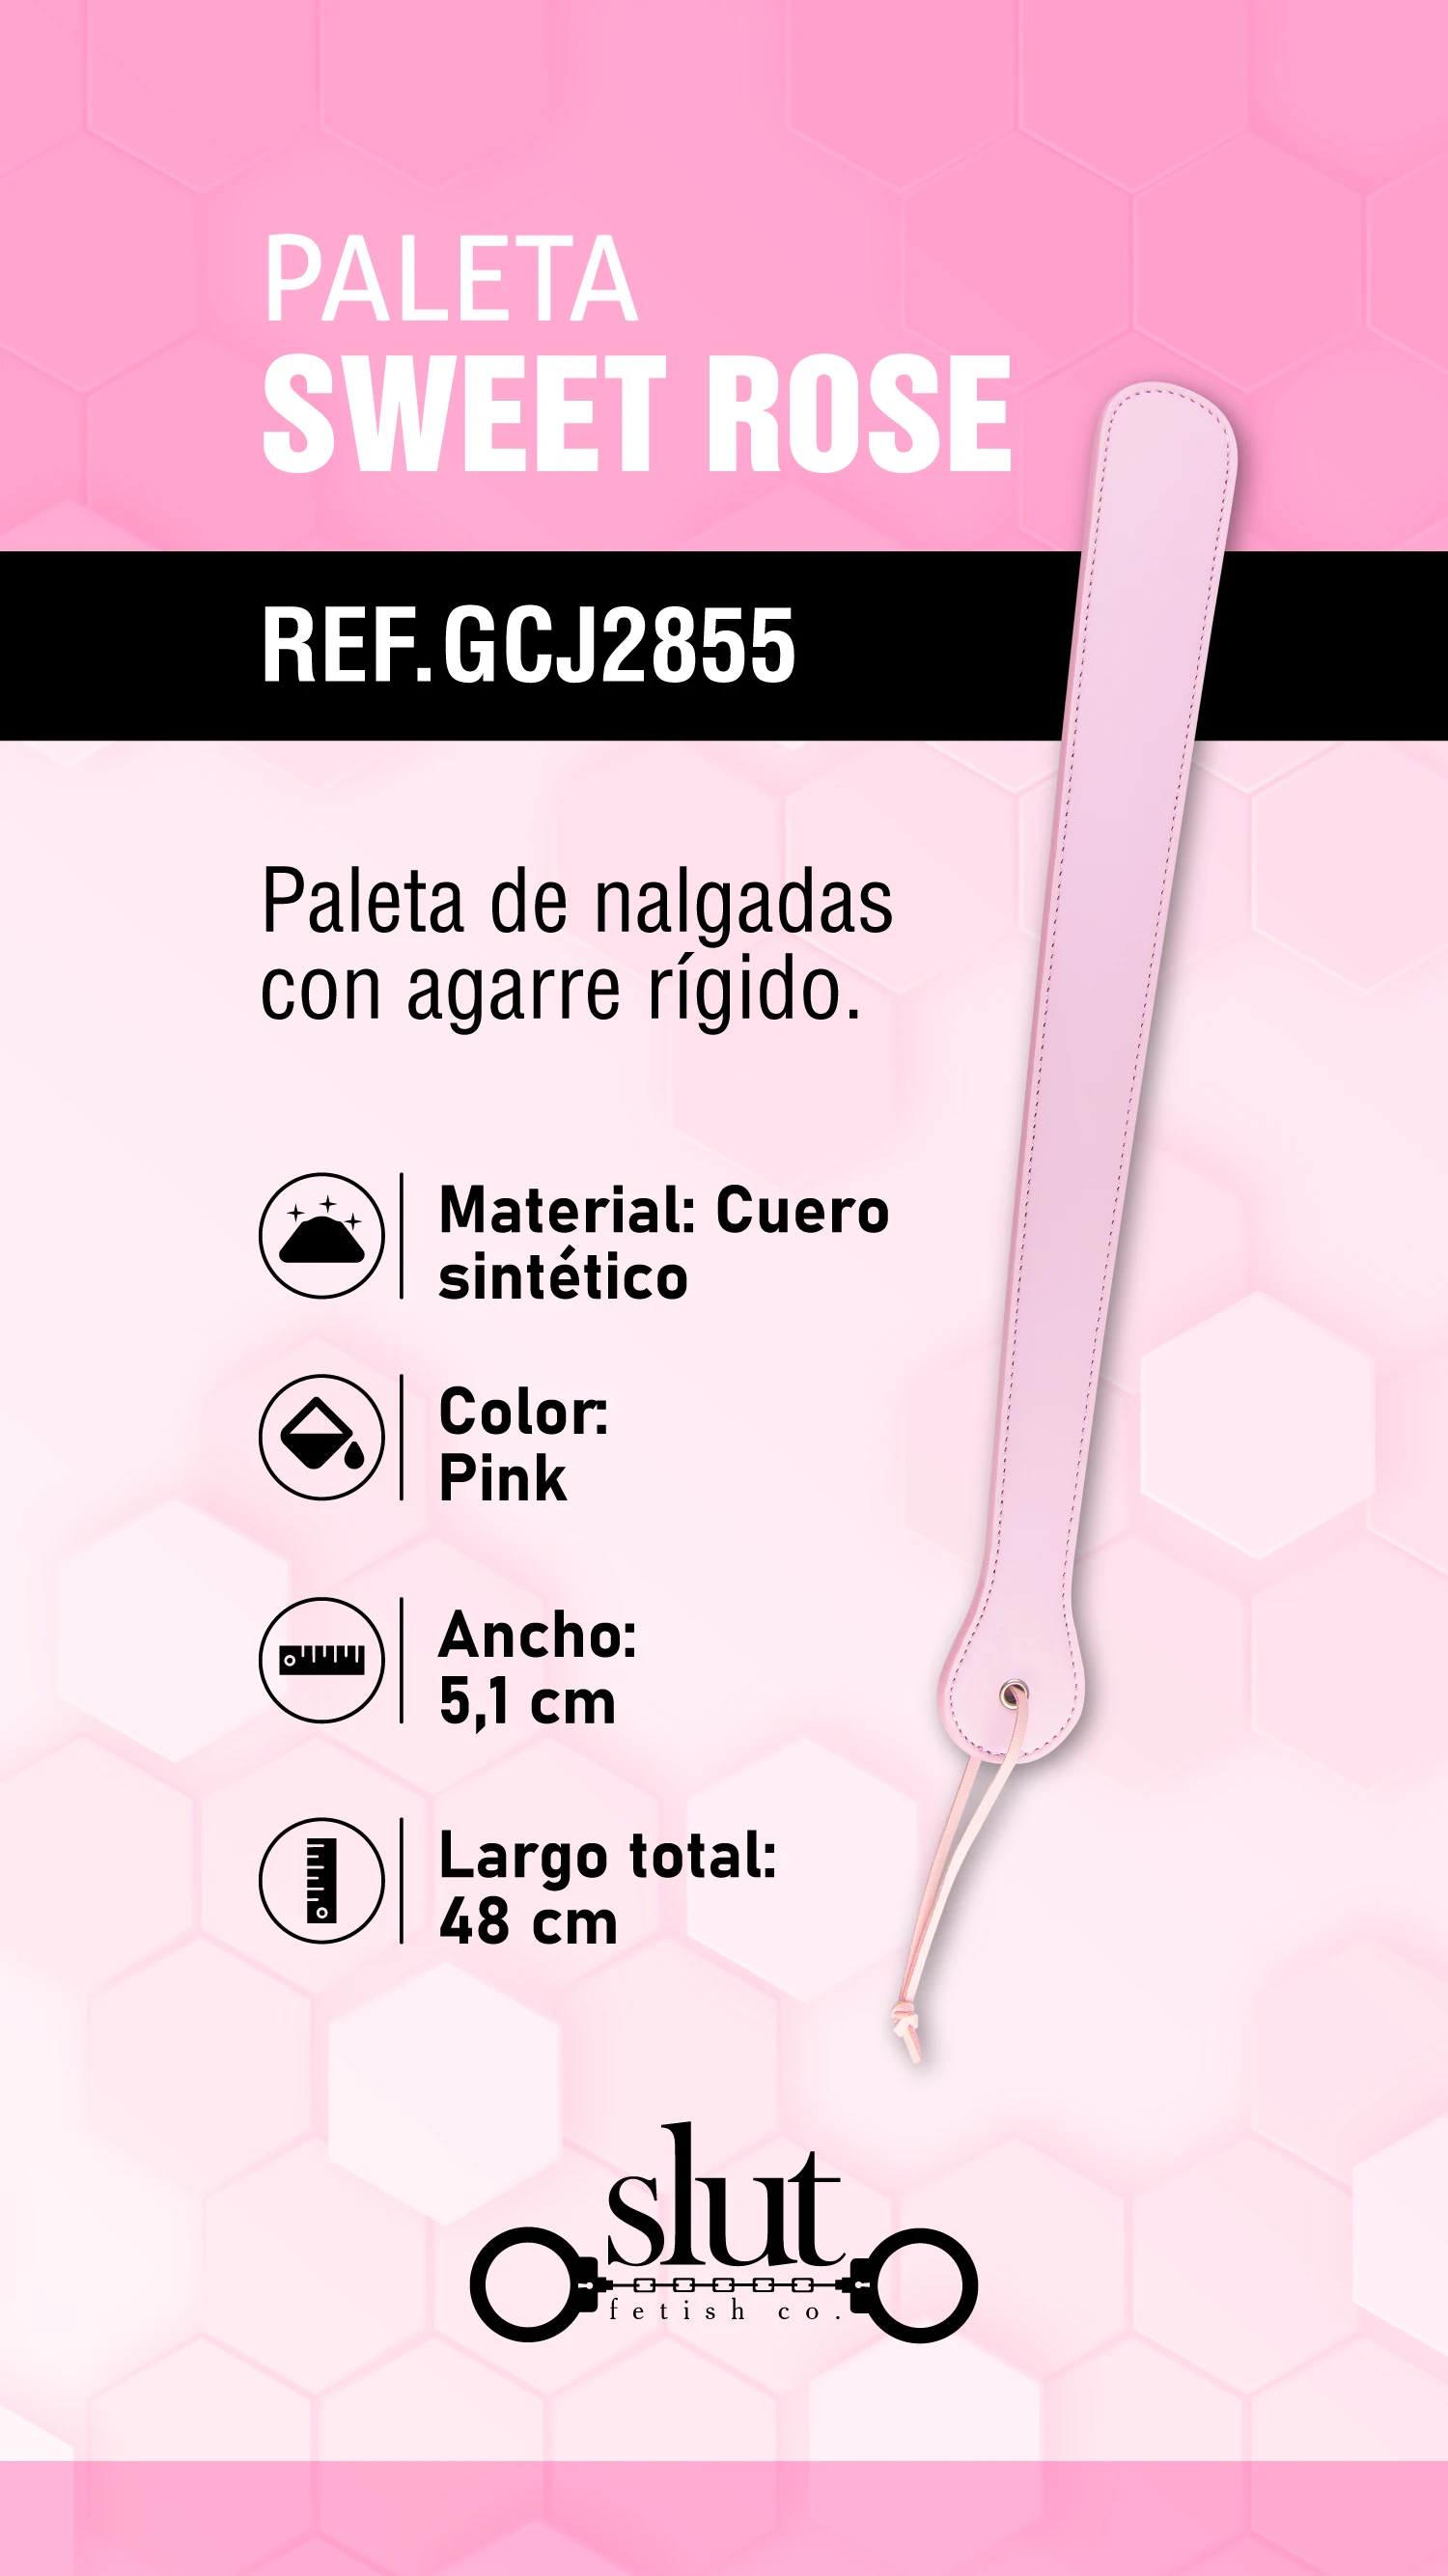 PALETA
SWEET ROSE
REF.GCJ2855
Paleta de nalgadas
con agarre rígido.
Material: Cuero
sintético
Color:
Pink
Ancho:
5,1 cm
Largo total:
48 cm
slut
fetish co.